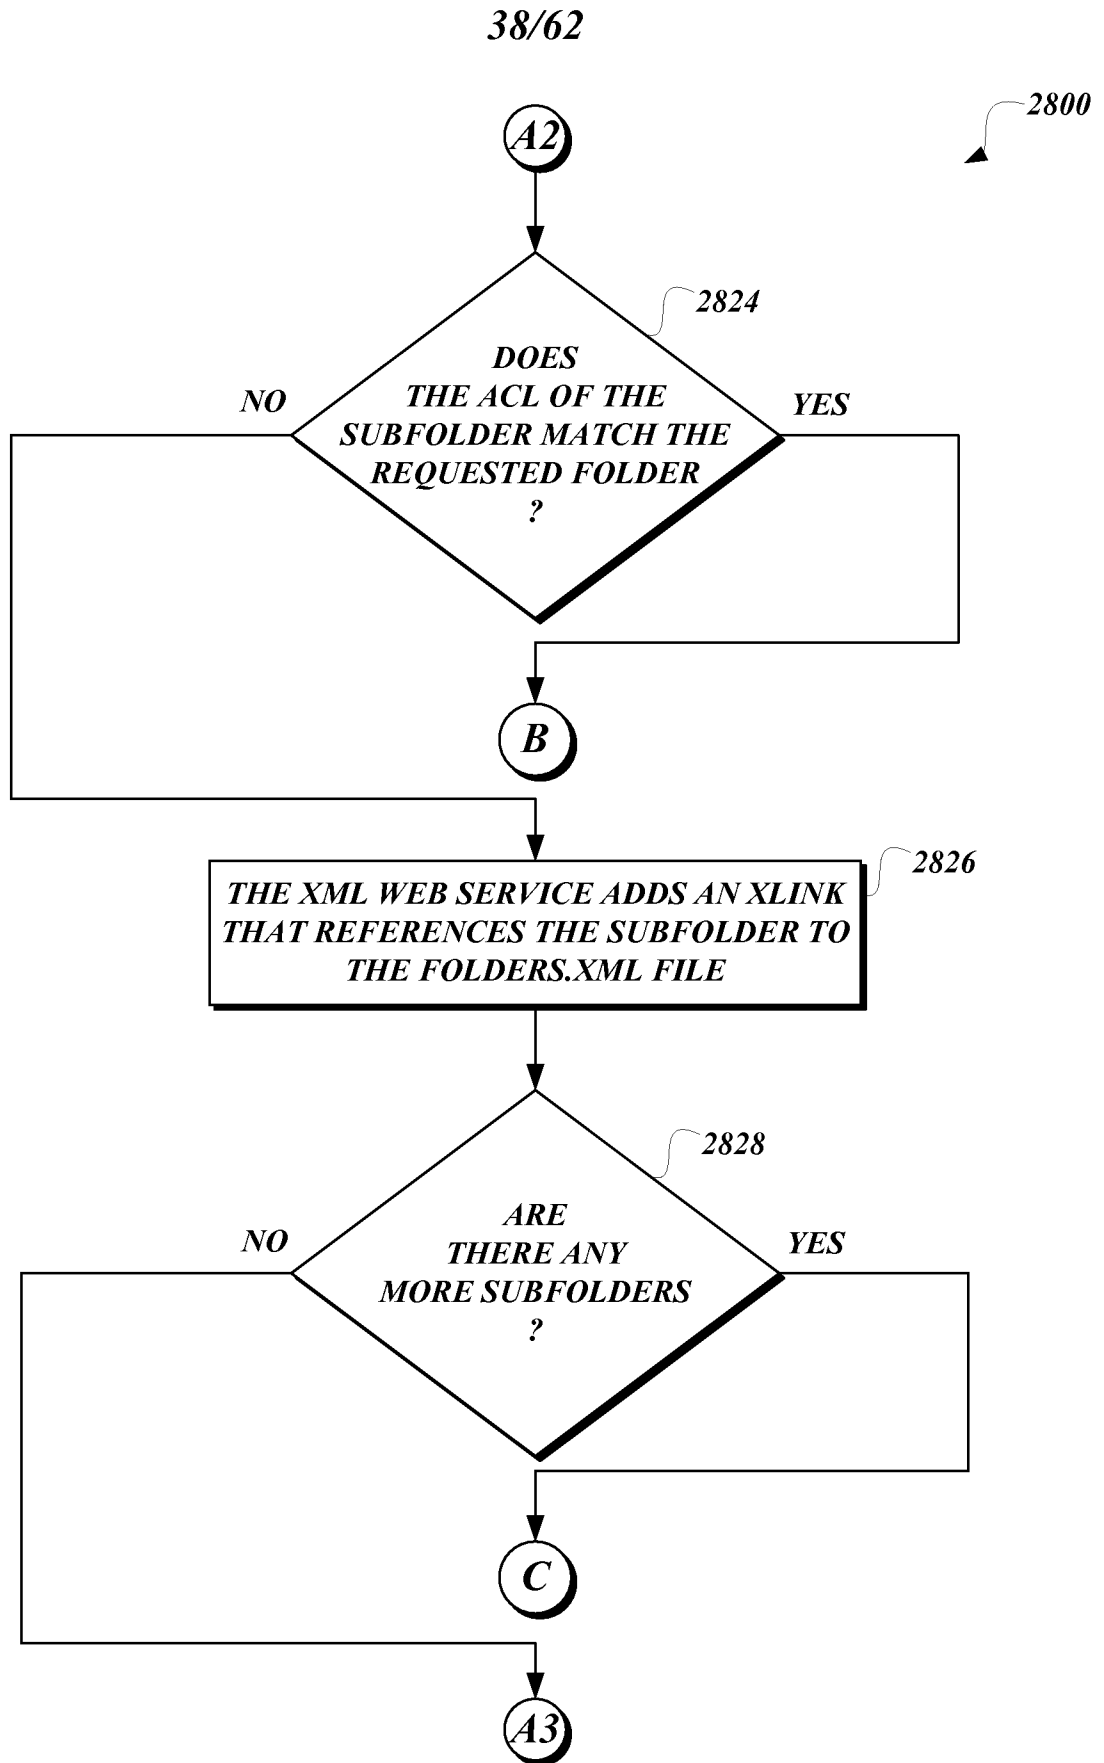 38/62
A2
2800
2824
DOES
THE ACL OF THE
SUBFOLDER MATCH THE
REQUESTED FOLDER
?
NO
YES
B
2826
THE XML WEB SERVICE ADDS AN XLINK
THAT REFERENCES THE SUBFOLDER TO
THE FOLDERS.XML FILE
2828
ARE
THERE ANY
MORE SUBFOLDERS
?
NO
YES
C
A3